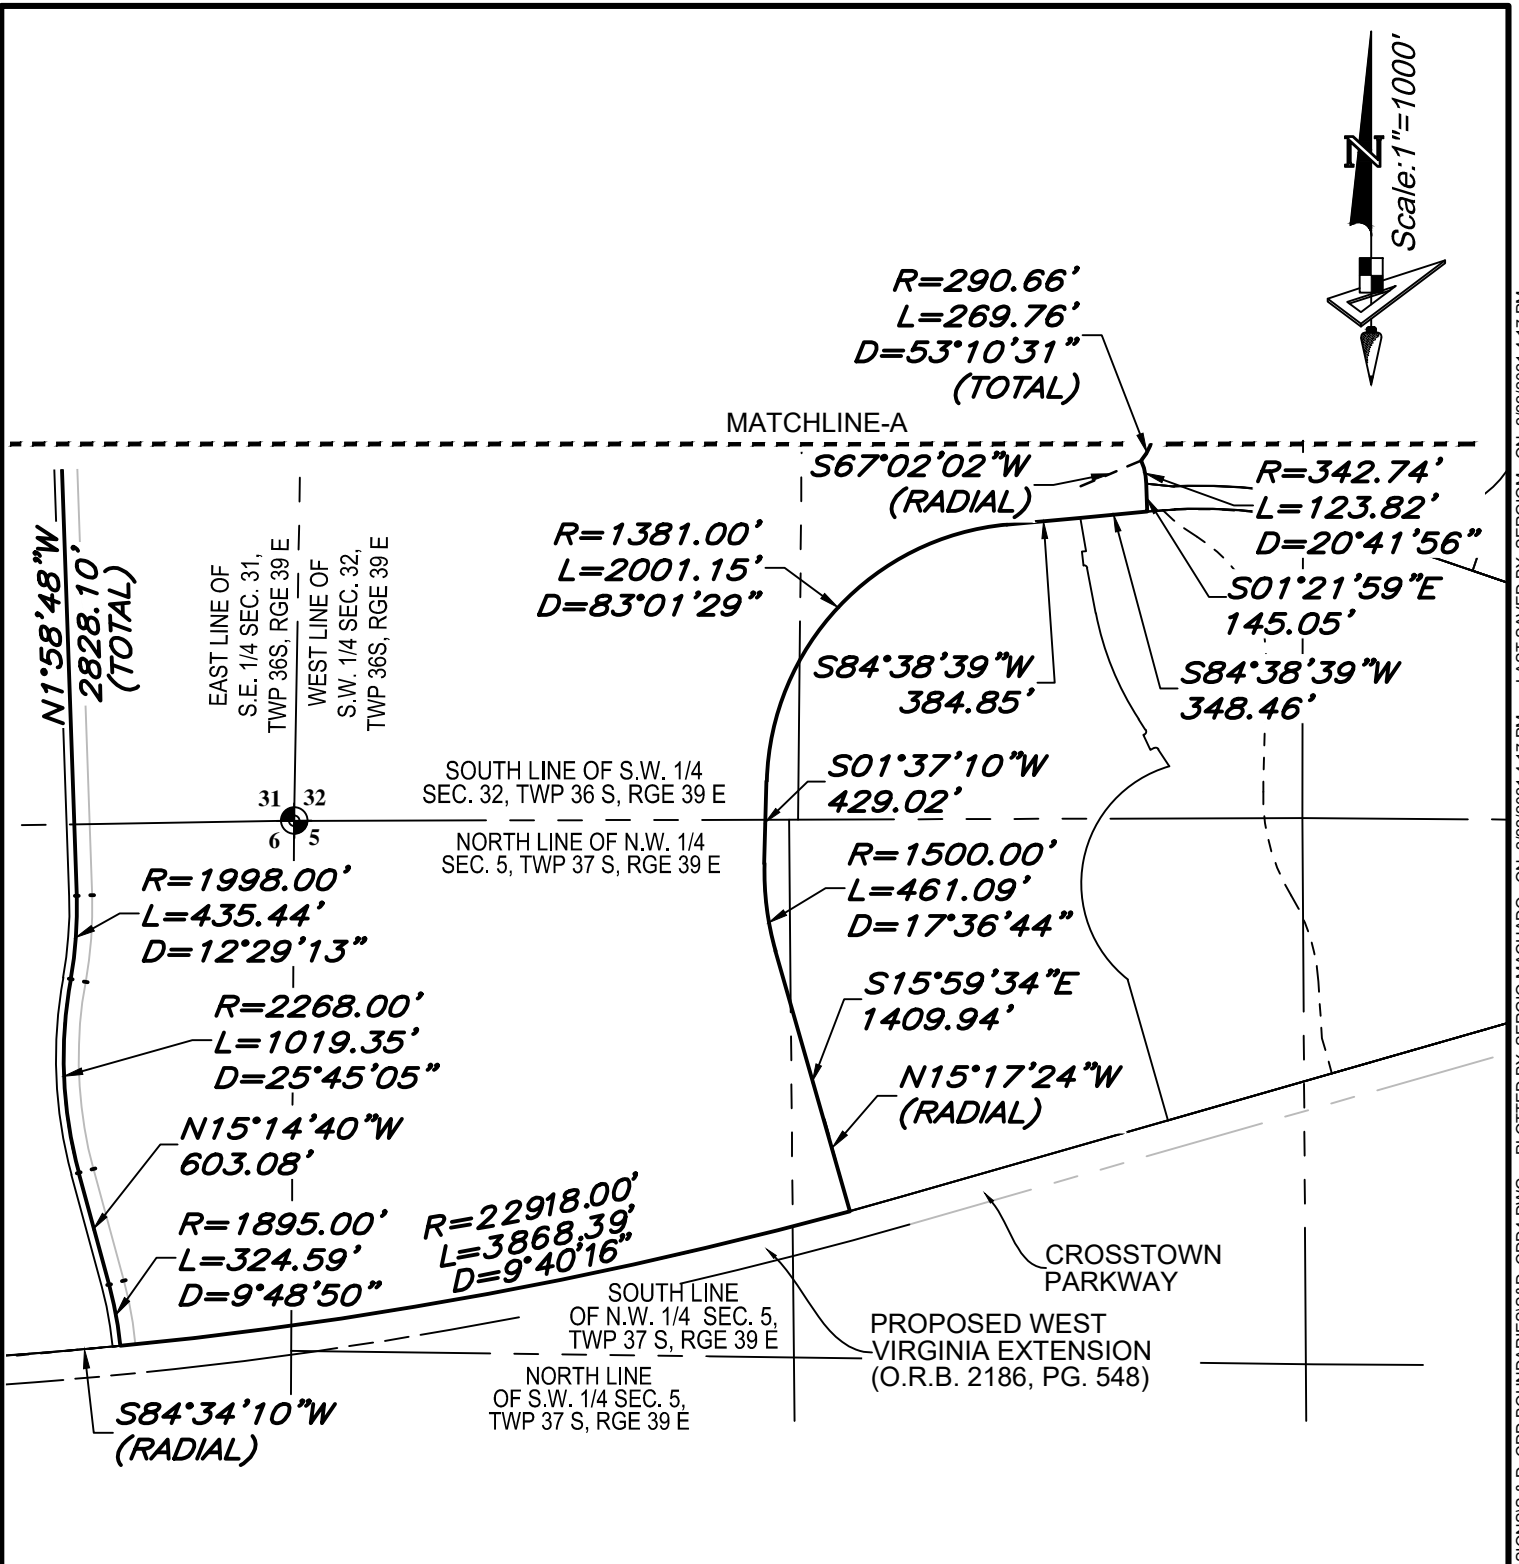 N
Scale: 1"=1000'
R=290.66'
L=269.76'
D=53°10'31"
(TOTAL)
MATCHLINE-A
S67°02'02"W
(RADIAL)
R=342.74'
L=123.82'
D=20°41'56"
S01°21'59"E
145.05'
R=1381.00'
L=2001.15'
D=83°01'29"
S84°38'39"W
384.85'
S84°38'39"W
348.46'
N1°58'48"W
2828.10'
(TOTAL)
EAST LINE OF
S.E. 1/4 SEC. 31,
TWP 36S, RGE 39 E
WEST LINE OF
S.W. 1/4 SEC. 32,
TWP 36S, RGE 39 E
SOUTH LINE OF S.W. 1/4
SEC. 32, TWP 36 S, RGE 39 E
S01°37'10"W
429.02'
31 32
6 5
NORTH LINE OF N.W. 1/4
SEC. 5, TWP 37 S, RGE 39 E
R=1998.00'
L=435.44'
D=12°29'13"
R=1500.00'
L=461.09'
D=17°36'44"
R=2268.00'
L=1019.35'
D=25°45'05"
S15°59'34"E
1409.94'
N15°17'24"W
(RADIAL)
N15°14'40"W
603.08'
R=1895.00'
L=324.59'
D=9°48'50"
R=22918.00'
L=3868.39'
D=9°40'16"
CROSSTOWN
PARKWAY
SOUTH LINE
OF N.W. 1/4 SEC. 5,
TWP 37 S, RGE 39 E
PROPOSED WEST
VIRGINIA EXTENSION
(O.R.B. 2186, PG. 548)
NORTH LINE
OF S.W. 1/4 SEC. 5,
TWP 37 S, RGE 39 E
S84°34'10"W
(RADIAL)